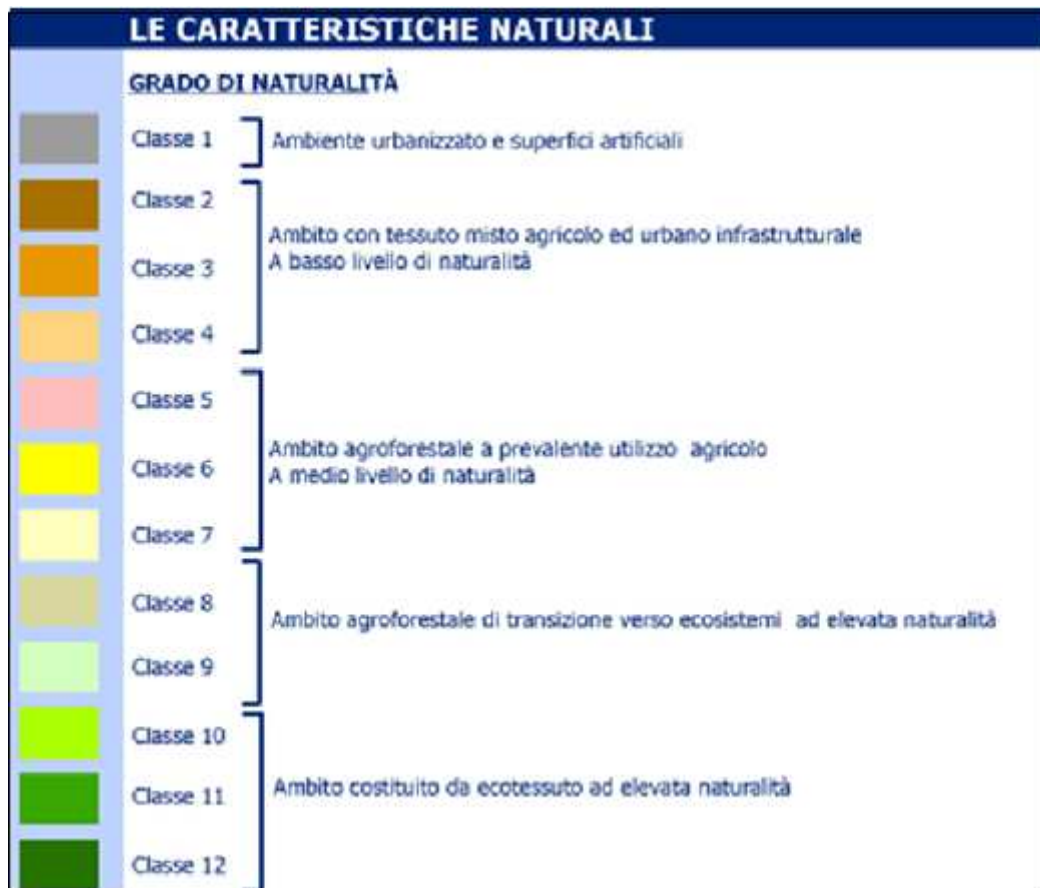 LE CARATTERISTICHE NATURALI
GRADO DI NATURALITÀ
Classe 1
Ambiente urbanizzato e superfici artificiali
Classe 2
Ambito con tessuto misto agricolo ed urbano infrastrutturale
A basso livello di naturalità
Classe 3
Classe 4
Classe 5
Ambito agroforestale a prevalente utilizzo agricolo
A medio livello di naturalità
Classe 6
Classe 7
Classe 8
Ambito agroforestale di transizione verso ecosistemi ad elevata naturalità
Classe 9
Classe 10
Ambito costituito da ecotessuto ad elevata naturalità
Classe 11
Classe 12